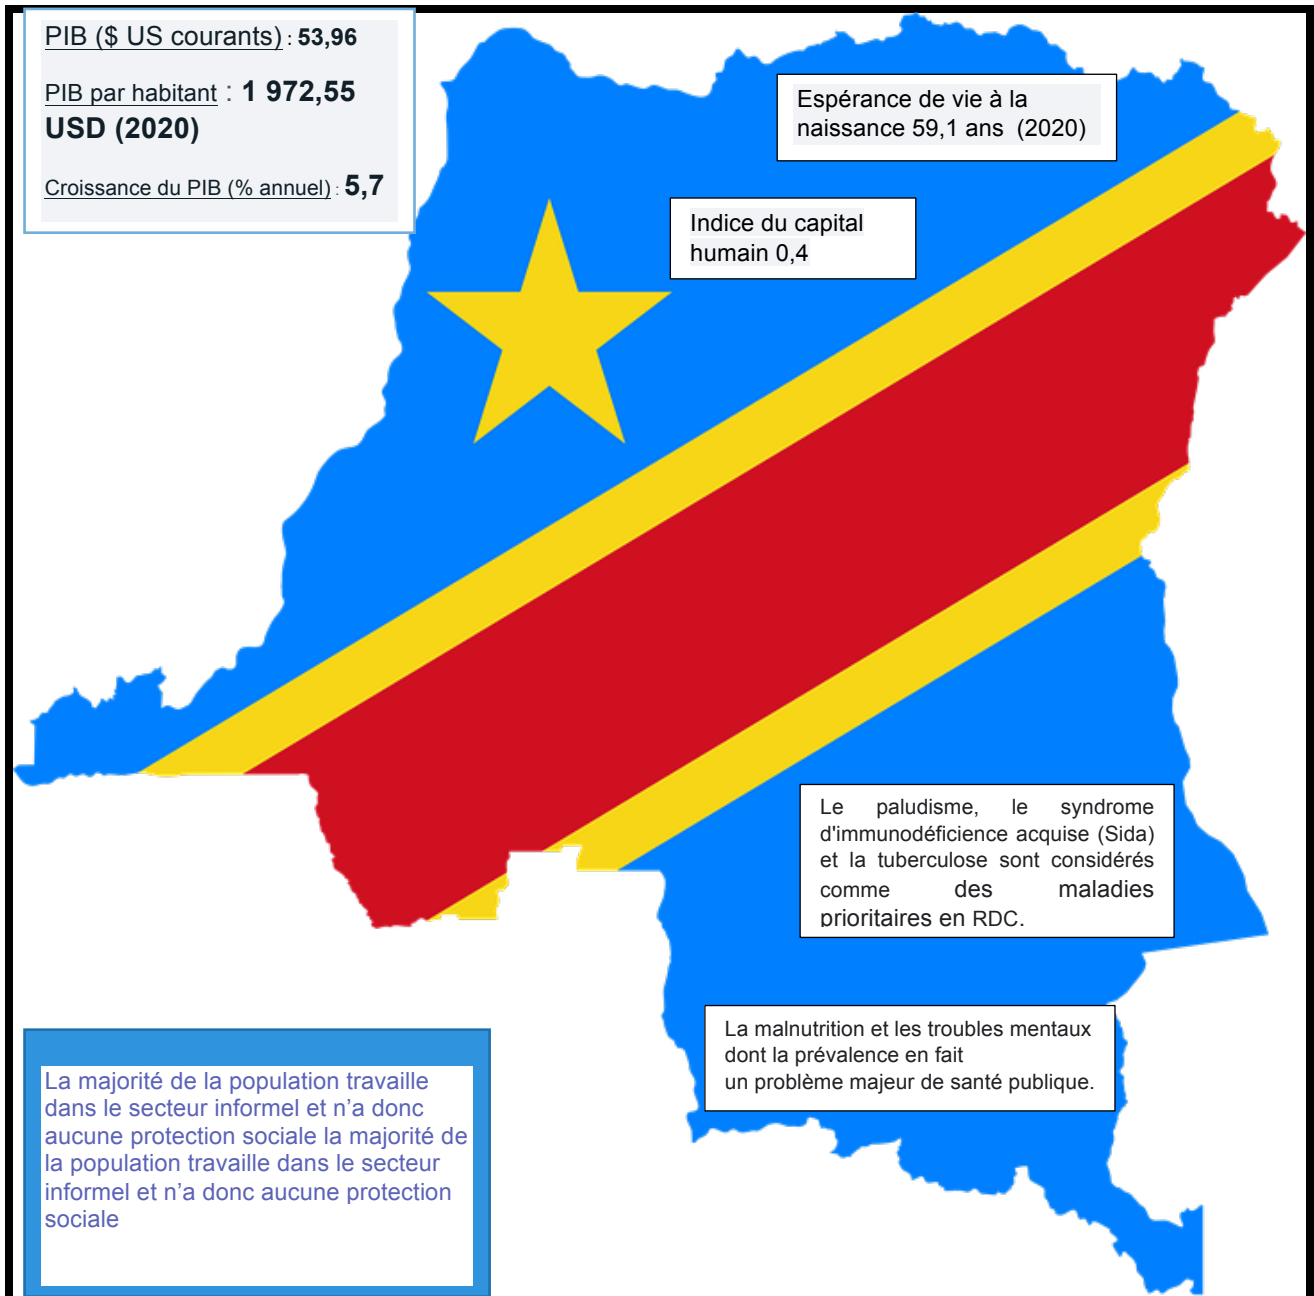 PIB ($ US courants) : 53,96
PIB par habitant : 1 972,55
USD (2020)
Croissance du PIB (% annuel) : 5,7
Espérance de vie à la
naissance 59,1 ans (2020)
Indice du capital
humain 0,4
Le paludisme, le syndrome
d'immunodéficience acquise (Sida)
et la tuberculose sont considérés
comme des maladies
prioritaires en RDC.
La malnutrition et les troubles mentaux
dont la prévalence en fait
un problème majeur de santé publique.
La majorité de la population travaille
dans le secteur informel et n’a donc
aucune protection sociale la majorité de
la population travaille dans le secteur
informel et n’a donc aucune protection
sociale